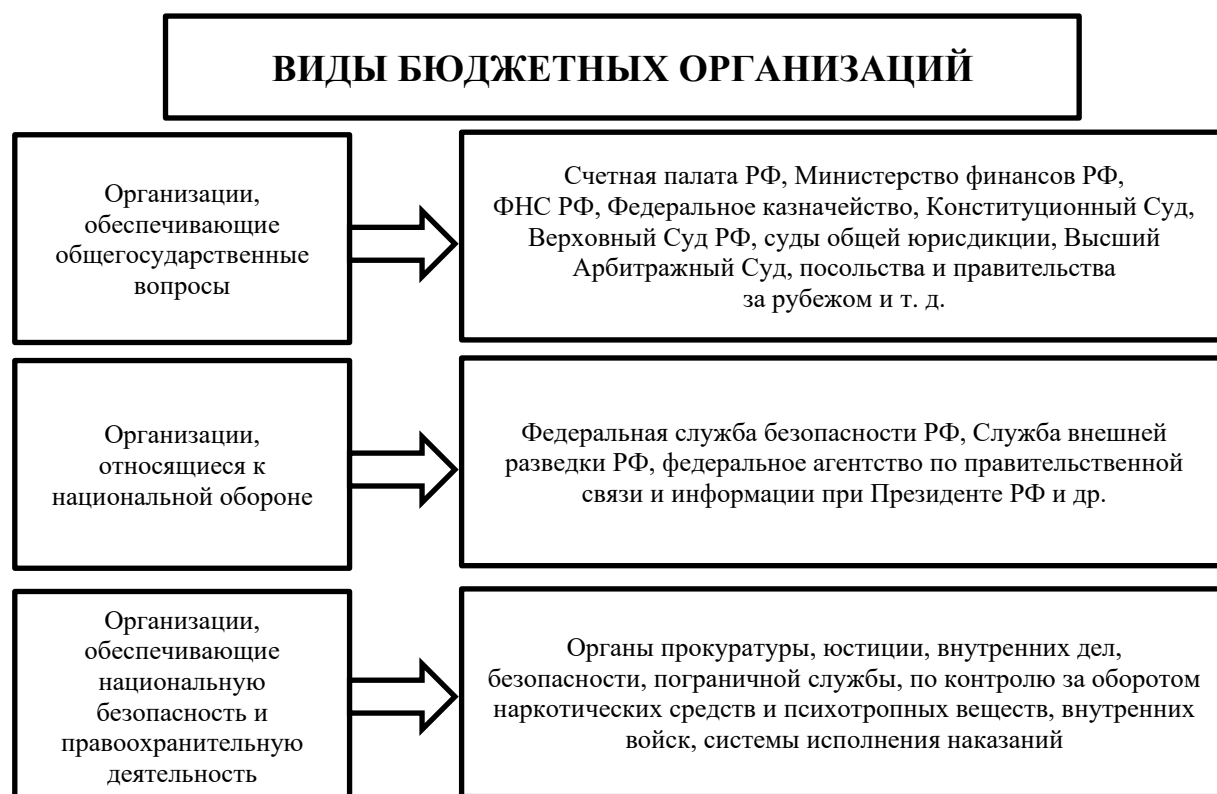 ВИДЫ БЮДЖЕТНЫХ ОРГАНИЗАЦИЙ
Организации,
обеспечивающие
общегосударственные
вопросы
Счетная палата РФ, Министерство финансов РФ,
ФНС РФ, Федеральное казначейство, Конституционный Суд,
Верховный Суд РФ, суды общей юрисдикции, Высший
Арбитражный Суд, посольства и правительства
за рубежом и т. д.
Организации,
относящиеся к
национальной обороне
Федеральная служба безопасности РФ, Служба внешней
разведки РФ, федеральное агентство по правительственной
связи и информации при Президенте РФ и др.
Организации,
обеспечивающие
национальную
безопасность и
правоохранительную
деятельность
Органы прокуратуры, юстиции, внутренних дел,
безопасности, пограничной службы, по контролю за оборотом
наркотических средств и психотропных веществ, внутренних
войск, системы исполнения наказаний